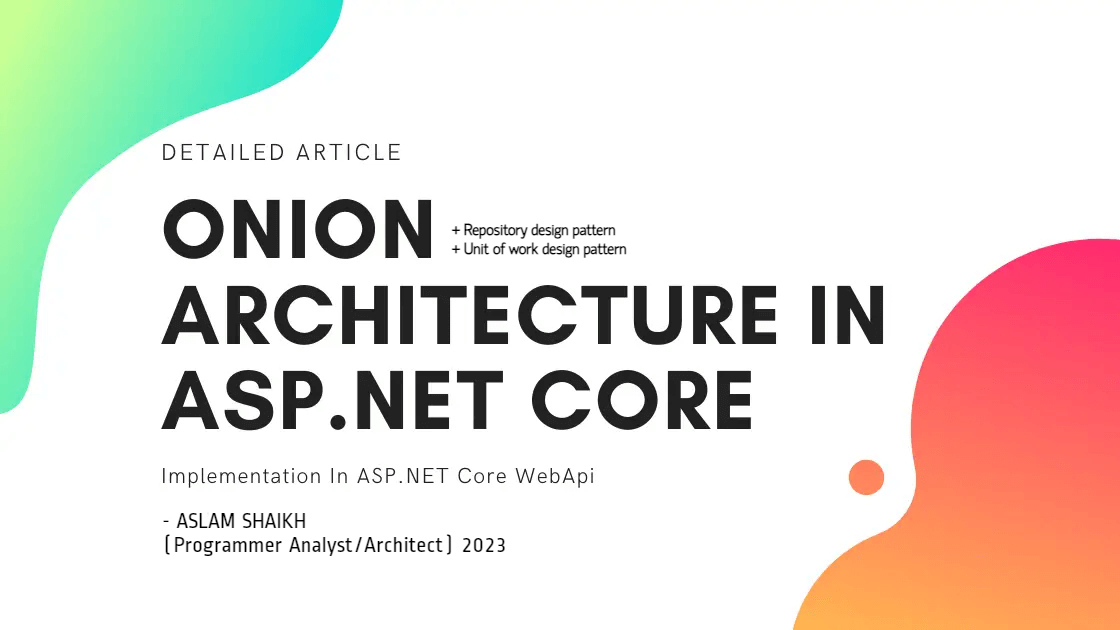 DETAILED ARTICLE
ONION
+ Repository design pattern
+ Unit of work design pattern
ARCHITECTURE IN
ASP.NET CORE
Implementation In ASP.NET Core WebApi
- ASLAM SHAIKH
(Programmer Analyst/Architect) 2023